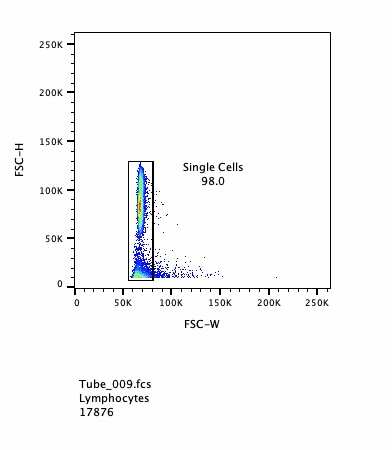 250K
200K
150K
100K
50K
0
FSC-H
Single Cells
98.0
0 50K 100K 150K 200K 250K
FSC-W
Tube_009.fcs
Lymphocytes
17876